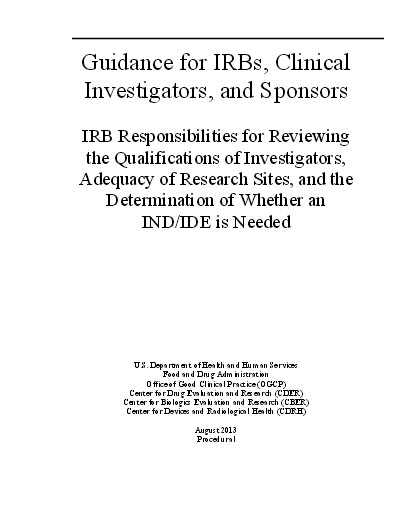 Guidance for IRBs, Clinical
Investigators, and Sponsors
IRB Responsibilities for Reviewing
the Qualifications of Investigators,
Adequacy of Research Sites, and the
Determination of Whether an
IND/IDE is Needed
U.S. Department of Health and Human Services
Food and Drug Administration
Office of Good Clinical Practice (OGCP)
Center for Drug Evaluation and Research (CDER)
Center for Biologics Evaluation and Research (CBER)
Center for Devices and Radiological Health (CDRH)
August 2013
Procedural